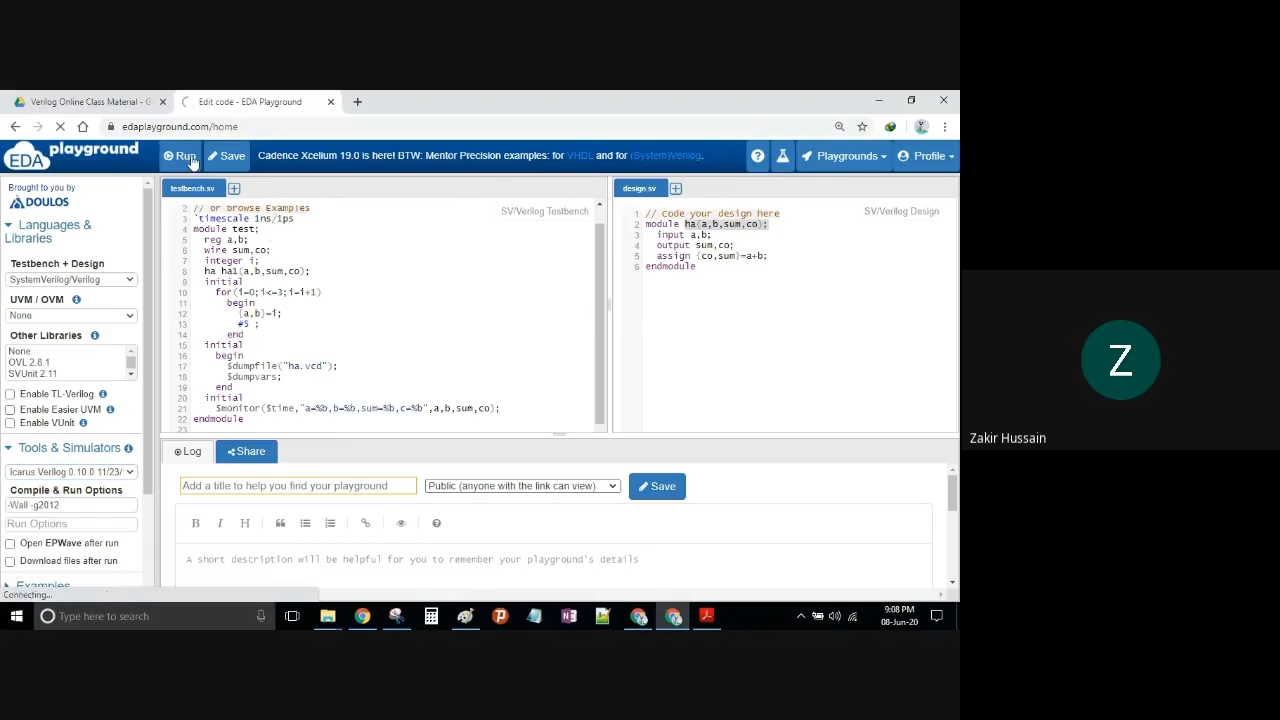 Verilog Online Class Material - G
Edit code - EDA Playground
edaplayground.com/home
EDA playground
Run
Save
Cadence Xcelium 19.0 is here! BTW: Mentor Precision examples: for VHDL and for (System)Verilog.
Playgrounds
Profile
Brought to you by
DOULOS
Languages & Libraries
Testbench + Design
SystemVerilog/Verilog
UVM / OVM
None
Other Libraries
None
OVL 2.8.1
SVUnit 2.11
Enable TL-Verilog
Enable Easier UVM
Enable VUnit
Tools & Simulators
Icarus Verilog 0.10.0 11/23/
Compile & Run Options
-Wall -g2012
Run Options
Open EPWave after run
Download files after run
Examples
Connecting...
testbench.sv
SV/Verilog Testbench
2 // or browse Examples
3 `timescale 1ns/1ps
4 module test;
5 reg a,b;
6 wire sum,co;
7 integer i;
8 ha ha1(a,b,sum,co);
9 initial
10 for(i=0;i<=3;i=i+1)
11 begin
12 {a,b}=i;
13 #5 ;
14 end
15 initial
16 begin
17 $dumpfile("ha.vcd");
18 $dumpvars;
19 end
20 initial
21 $monitor($time,"a=%b,b=%b,sum=%b,c=%b",a,b,sum,co);
22 endmodule
23
design.sv
SV/Verilog Design
1 // Code your design here
2 module ha(a,b,sum,co);
3 input a,b;
4 output sum,co;
5 assign {co,sum}=a+b;
6 endmodule
Log
Share
Add a title to help you find your playground
Public (anyone with the link can view)
Save
B I H
A short description will be helpful for you to remember your playground's details
Type here to search
9:08 PM
08-Jun-20
Z
Zakir Hussain